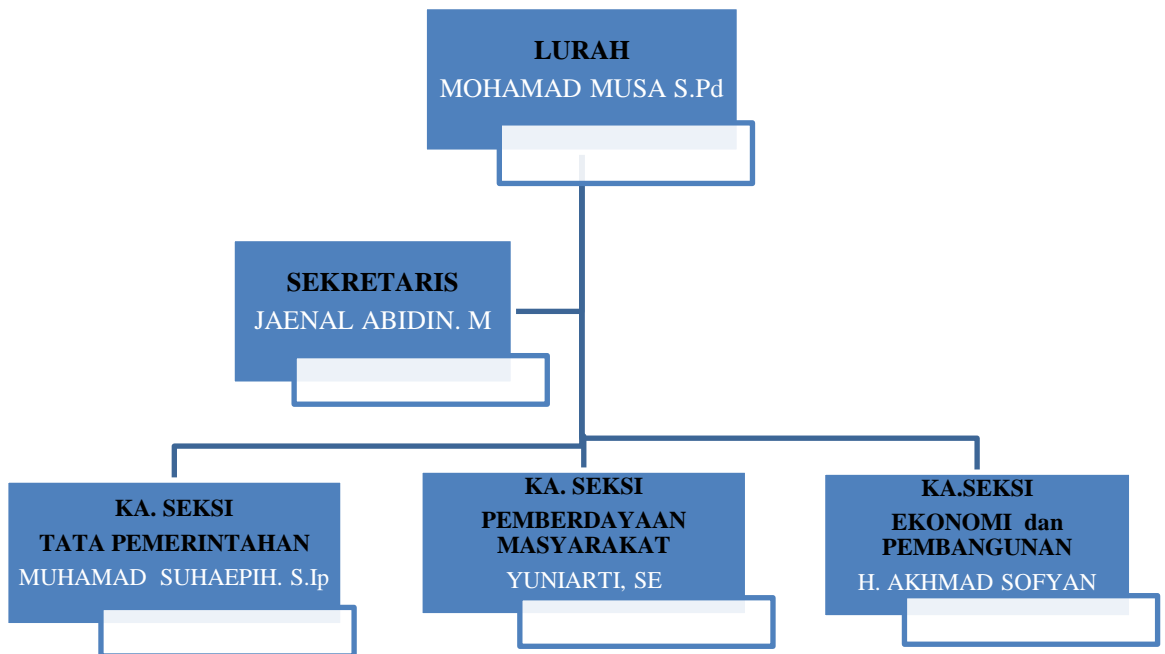 LURAH
MOHAMAD MUSA S.Pd
SEKRETARIS
JAENAL ABIDIN. M
KA. SEKSI
TATA PEMERINTAHAN
MUHAMAD SUHAEPIH. S.Ip
KA. SEKSI
PEMBERDAYAAN
MASYARAKAT
YUNIARTI, SE
KA.SEKSI
EKONOMI dan
PEMBANGUNAN
H. AKHMAD SOFYAN